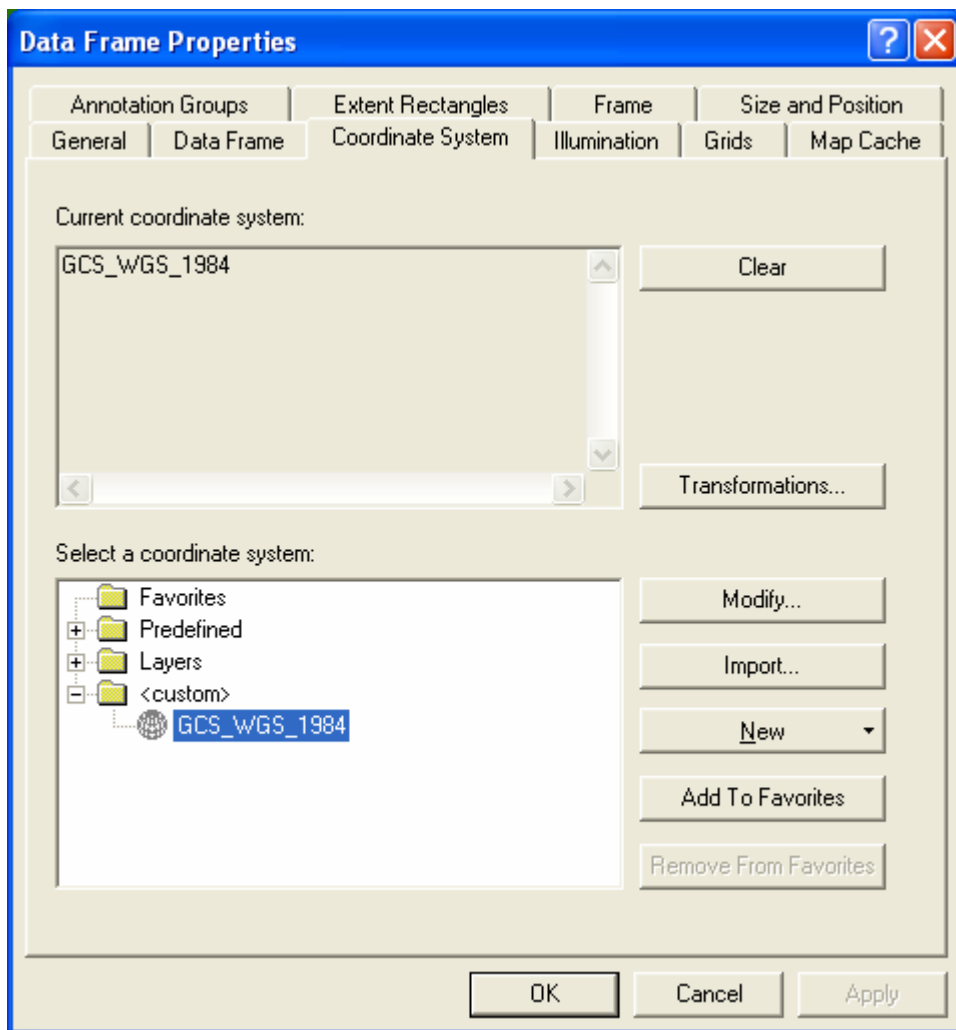 Data Frame Properties
Annotation Groups Extent Rectangles Frame Size and Position
General Data Frame Coordinate System Illumination Grids Map Cache
Current coordinate system:
GCS_WGS_1984
Clear
Transformations...
Select a coordinate system:
Favorites
Predefined
Layers
<custom>
GCS_WGS_1984
Modify...
Import...
New
Add To Favorites
Remove From Favorites
OK Cancel Apply